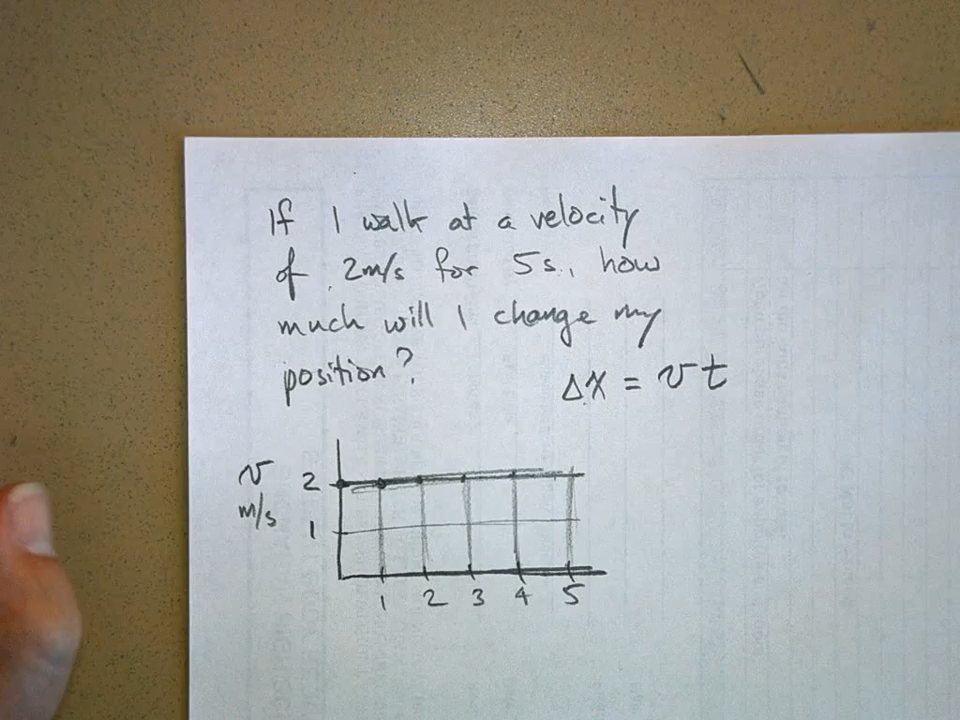 If I walk at a velocity
of 2m/s for 5s., how
much will I change my
position?
Δx = vt
v
m/s
2
1
1 2 3 4 5